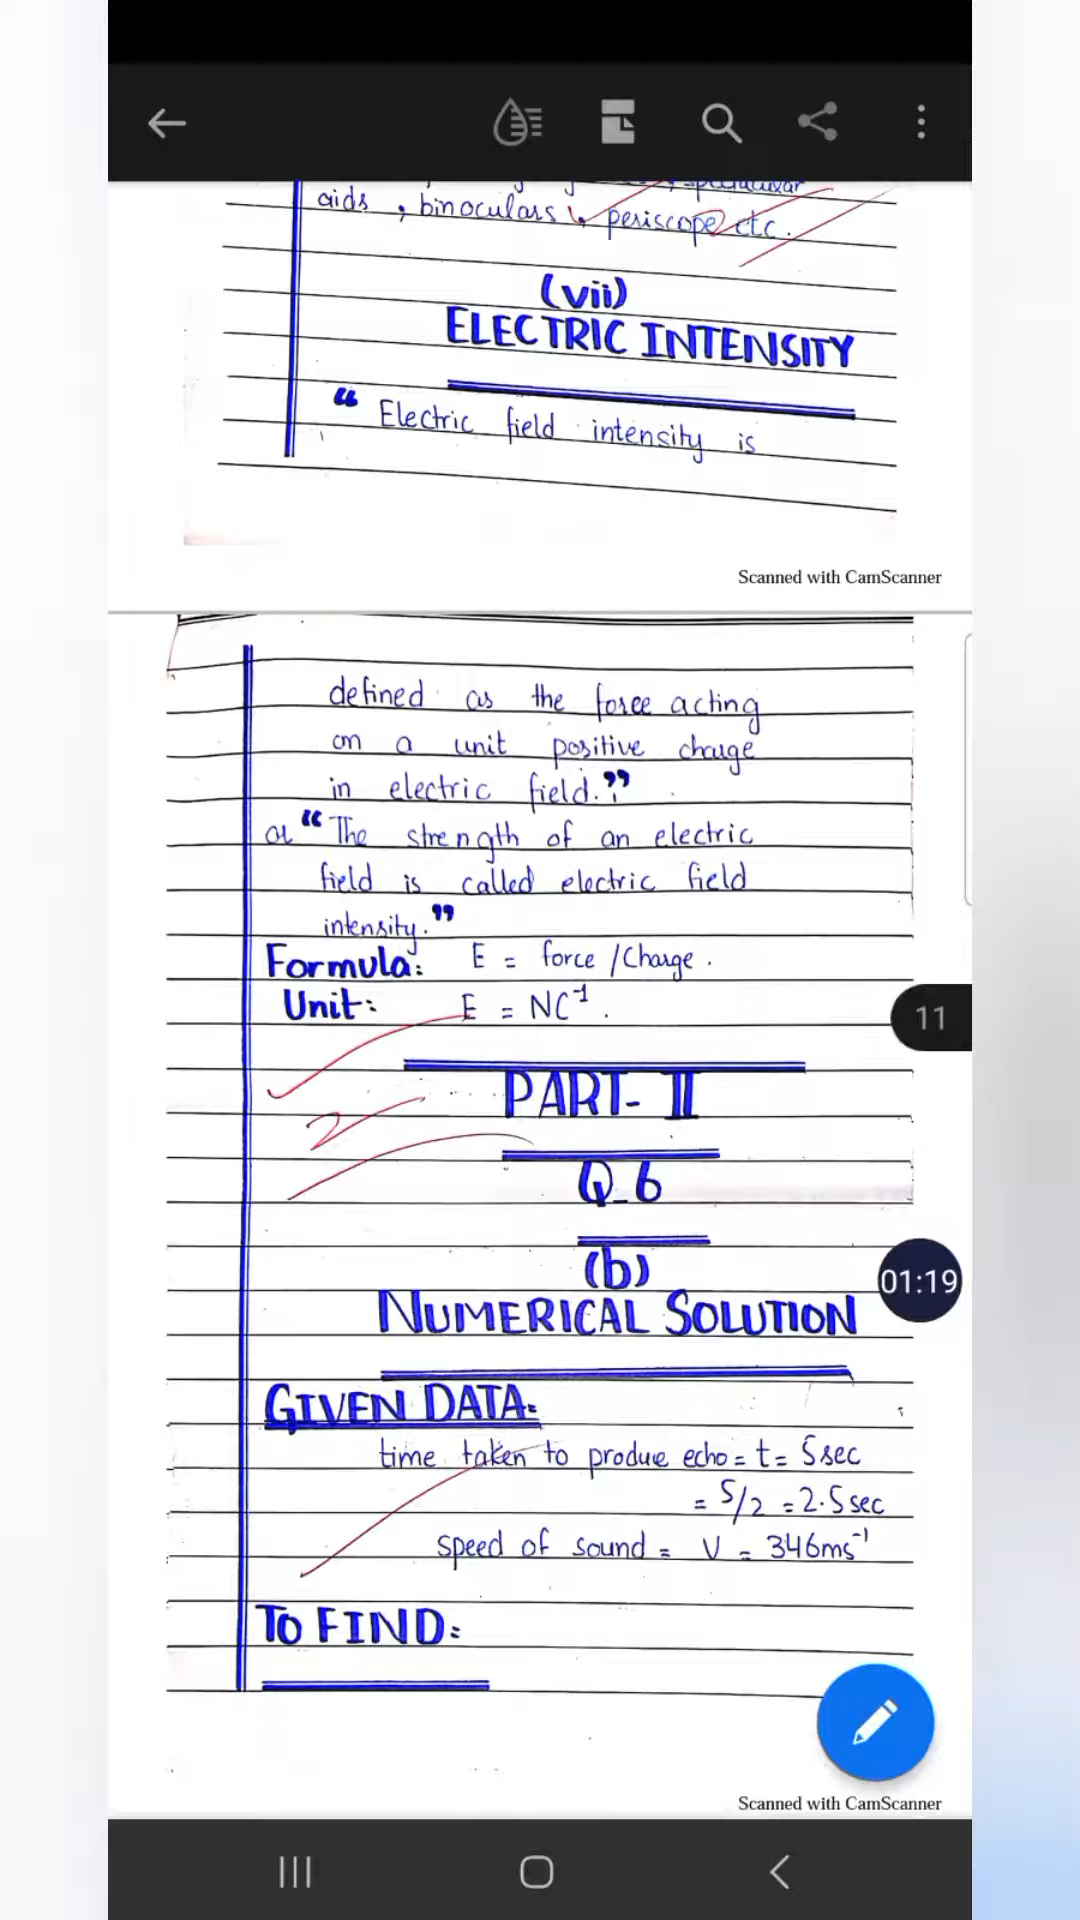 aids , binoculars , periscope etc.
(vii)
ELECTRIC INTENSITY
“ Electric field intensity is
Scanned with CamScanner
defined as the force acting
on a unit positive charge
in electric field.”
or “The strength of an electric
field is called electric field
intensity.”
Formula: E = force /Charge .
Unit: E = NC⁻¹ .
11
2
PART- II
Q_6
(b)
01:19
NUMERICAL SOLUTION
GIVEN DATA:
time taken to produce echo = t = 5sec
= 5/2 = 2.5sec
speed of sound = V = 346ms⁻¹
TO FIND:
Scanned with CamScanner